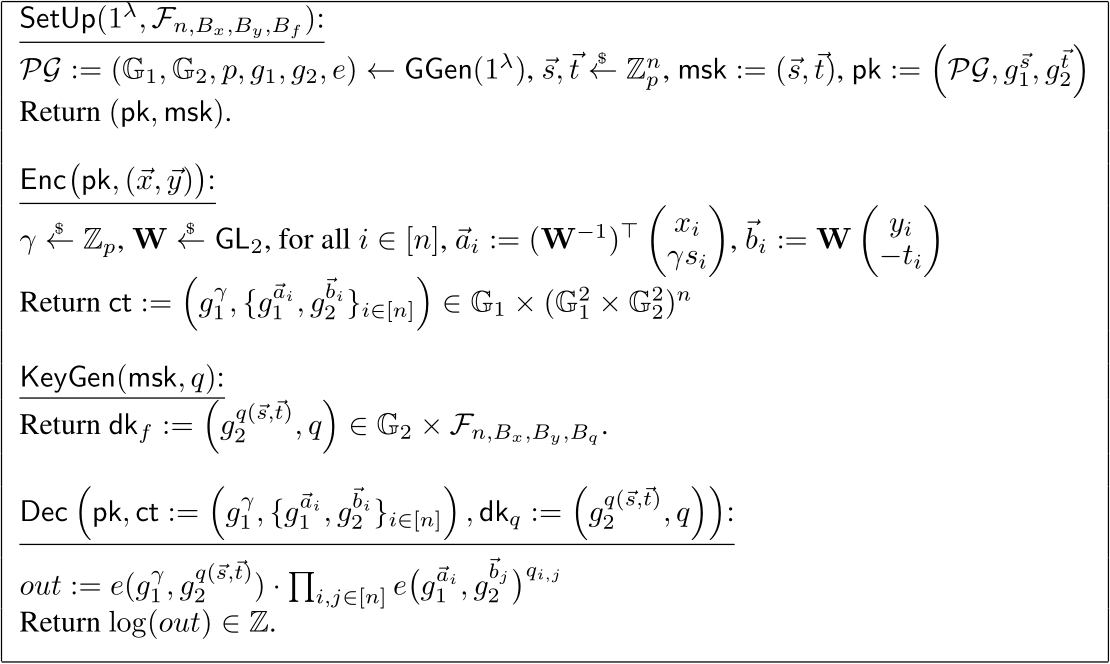 SetUp(1^λ, F_{n,B_x,B_y,B_f}):
PG := (𝔾_1, 𝔾_2, p, g_1, g_2, e) ← GGen(1^λ), s⃗, t⃗ ←$ ℤ_p^n, msk := (s⃗, t⃗), pk := (PG, g_1^{s⃗}, g_2^{t⃗})
Return (pk, msk).
Enc(pk, (x⃗, y⃗)):
γ ←$ ℤ_p, W ←$ GL_2, for all i ∈ [n], a⃗_i := (W^{-1})^⊤ (x_i ; γs_i), b⃗_i := W (y_i ; -t_i)
Return ct := (g_1^γ, {g_1^{a⃗_i}, g_2^{b⃗_i}}_{i∈[n]}) ∈ 𝔾_1 × (𝔾_1^2 × 𝔾_2^2)^n
KeyGen(msk, q):
Return dk_f := (g_2^{q(s⃗,t⃗)}, q) ∈ 𝔾_2 × F_{n,B_x,B_y,B_q}.
Dec (pk, ct := (g_1^γ, {g_1^{a⃗_i}, g_2^{b⃗_i}}_{i∈[n]}), dk_q := (g_2^{q(s⃗,t⃗)}, q)):
out := e(g_1^γ, g_2^{q(s⃗,t⃗)}) · ∏_{i,j∈[n]} e(g_1^{a⃗_i}, g_2^{b⃗_j})^{q_{i,j}}
Return log(out) ∈ ℤ.